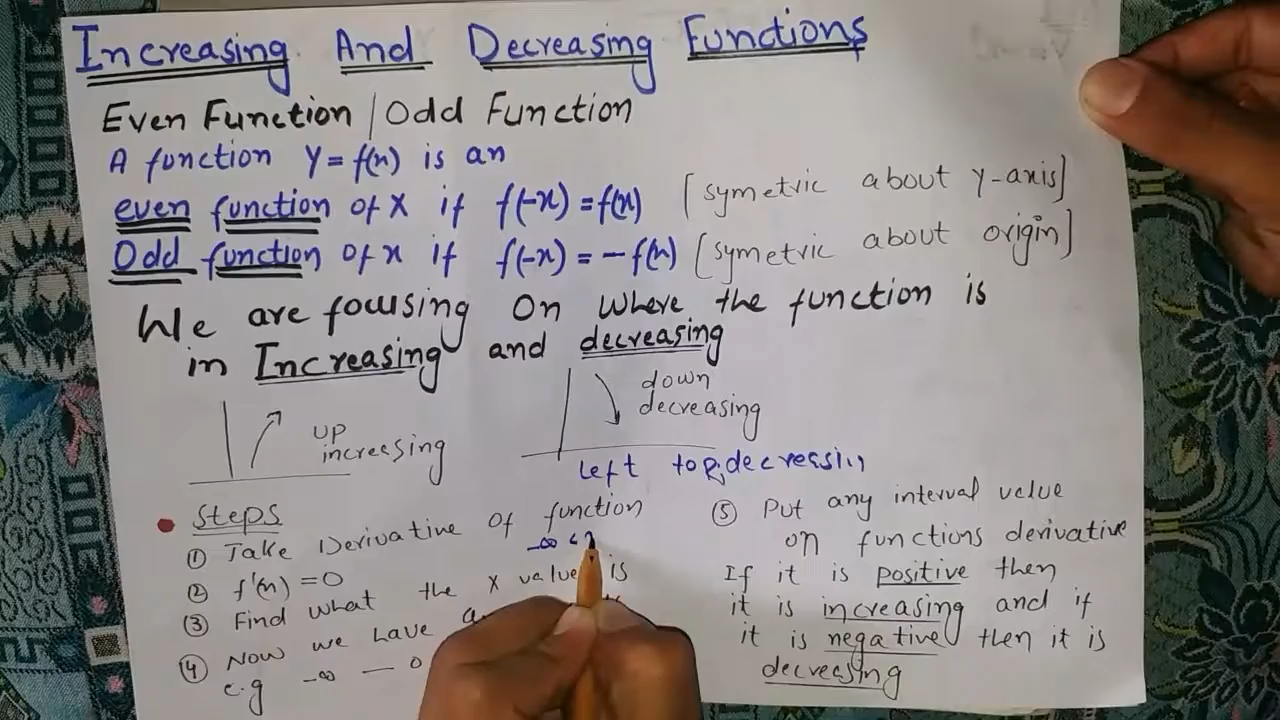 Increasing And Decreasing Functions
Even Function / Odd Function
A function Y = f(x) is an
even function of X if f(-x) = f(x) [symetric about y-axis]
Odd function of x if f(-x) = -f(x) [symetric about origin]
We are focusing On where the function is
in Increasing and decreasing
up
increasing
down
decreasing
left to R; decreasin
Steps
① Take Derivative of function
② f'(x) = 0
-∞ <
③ Find what the X value is
④ Now we have
e.g -∞ — 0
⑤ Put any interval value
on functions derivative
If it is positive then
it is increasing and if
it is negative then it is
decreasing